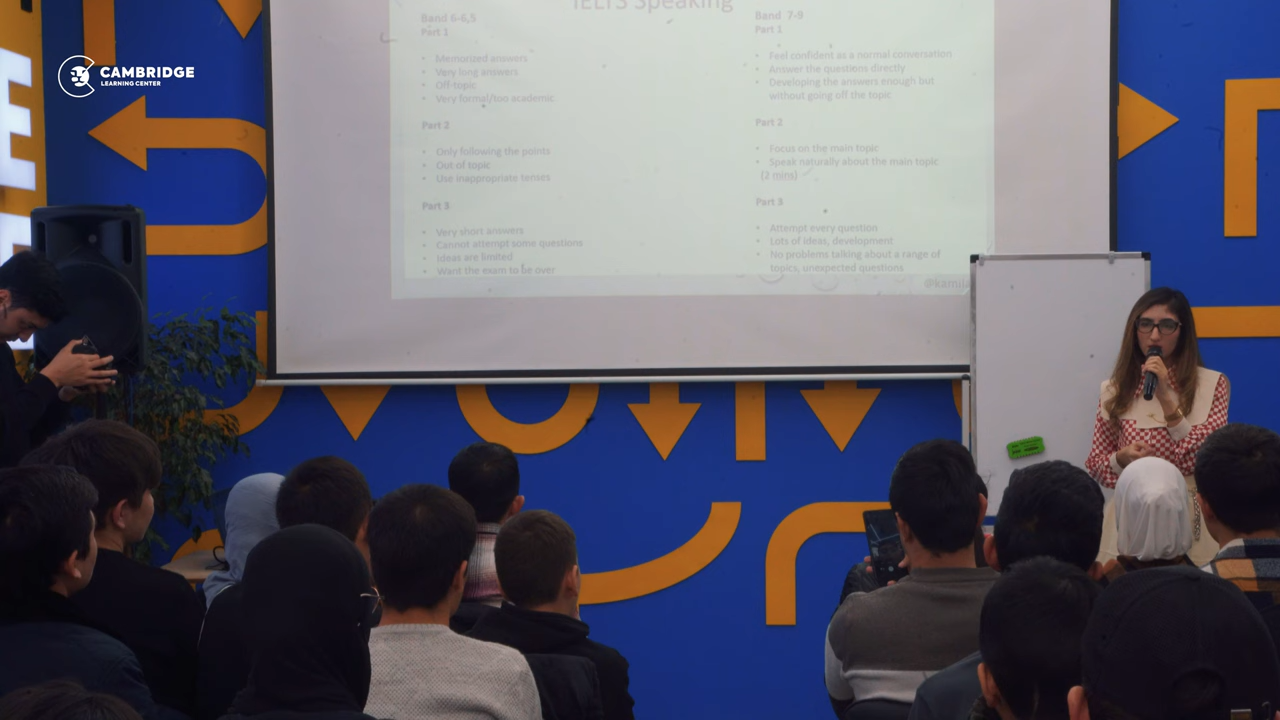 CAMBRIDGE
LEARNING CENTER
IELTS Speaking
Band 6-6,5
Part 1
• Memorized answers
• Very long answers
• Off-topic
• Very formal/too academic
Part 2
• Only following the points
• Out of topic
• Use inappropriate tenses
Part 3
• Very short answers
• Cannot attempt some questions
• Ideas are limited
• Want the exam to be over
Band 7-9
Part 1
• Feel confident as a normal conversation
• Answer the questions directly
• Developing the answers enough but
without going off the topic
Part 2
• Focus on the main topic
• Speak naturally about the main topic
(2 mins)
Part 3
• Attempt every question
• Lots of ideas, development
• No problems talking about a range of
topics, unexpected questions